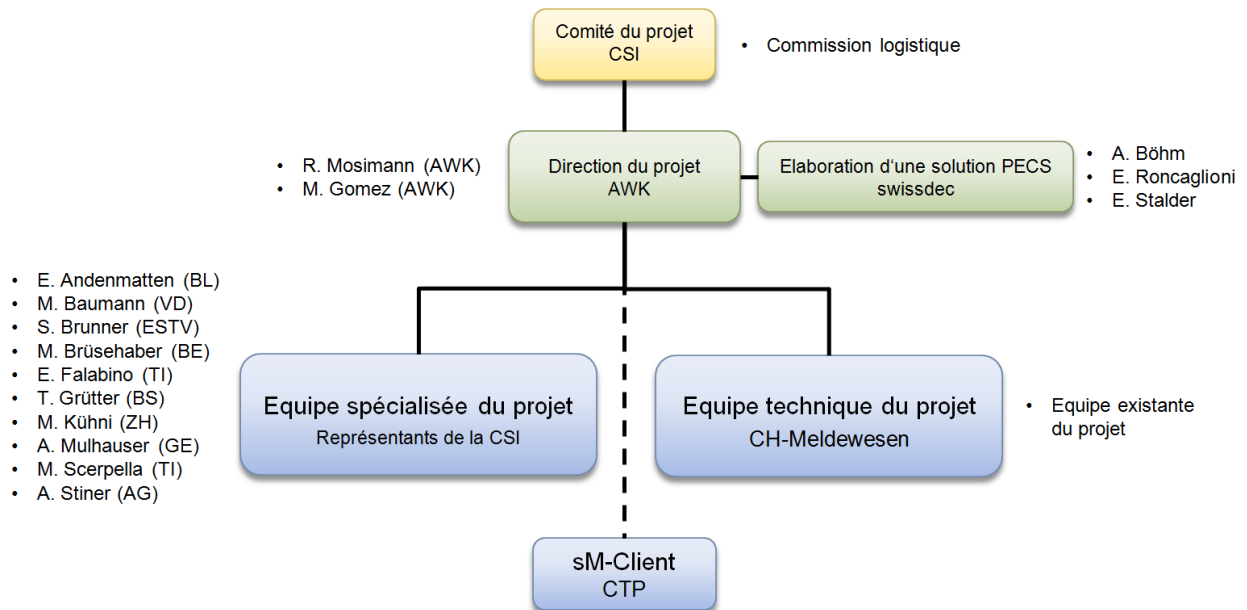 Comité du projet
CSI
• Commission logistique
• R. Mosimann (AWK)
• M. Gomez (AWK)
Direction du projet
AWK
Elaboration d‘une solution PECS
swissdec
• A. Böhm
• E. Roncaglioni
• E. Stalder
• E. Andenmatten (BL)
• M. Baumann (VD)
• S. Brunner (ESTV)
• M. Brüsehaber (BE)
• E. Falabino (TI)
• T. Grütter (BS)
• M. Kühni (ZH)
• A. Mulhauser (GE)
• M. Scerpella (TI)
• A. Stiner (AG)
Equipe spécialisée du projet
Représentants de la CSI
Equipe technique du projet
CH-Meldewesen
• Equipe existante
du projet
sM-Client
CTP